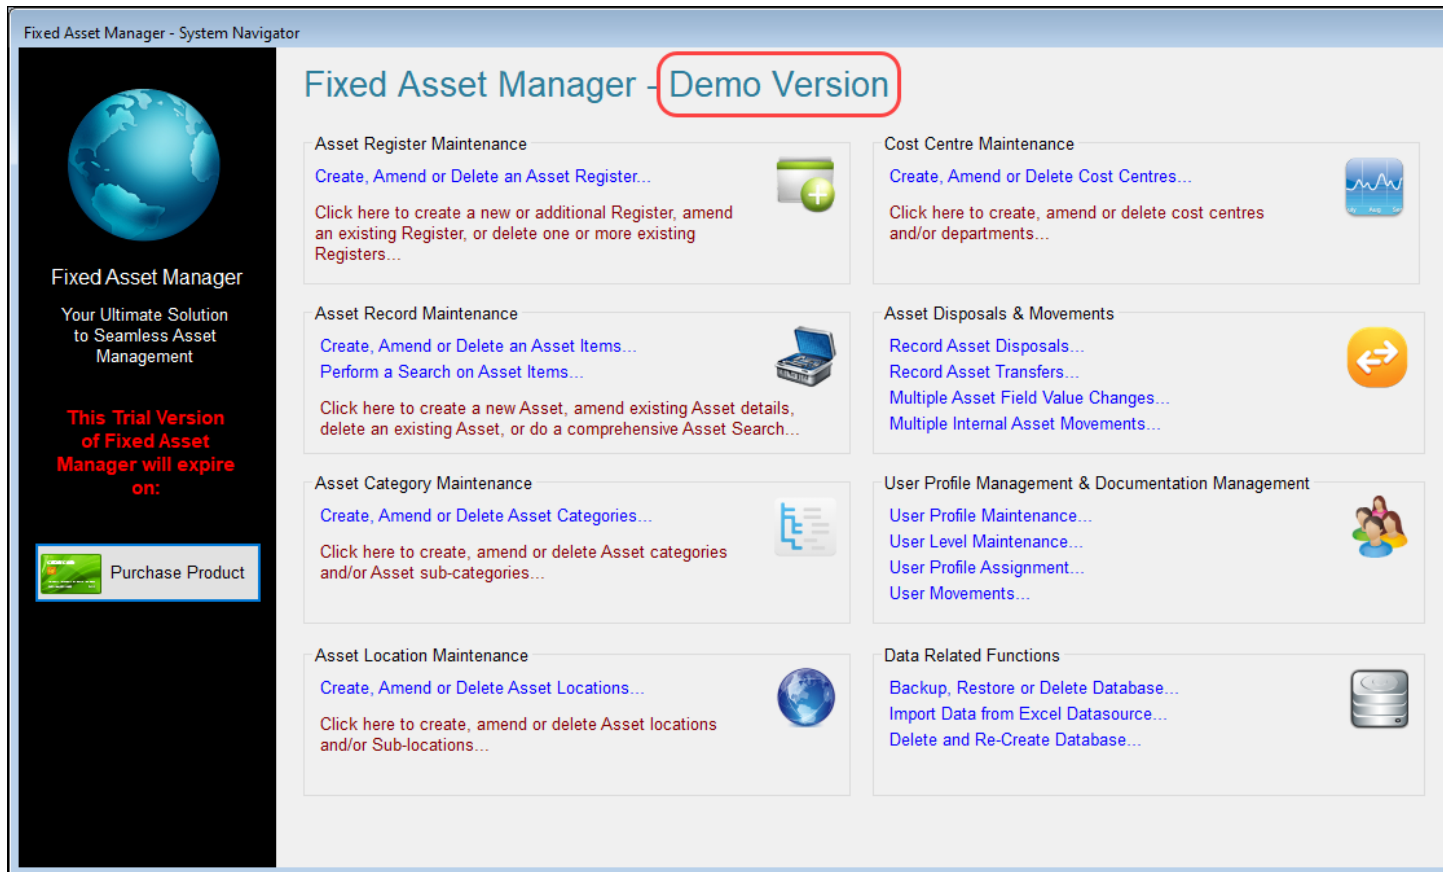 Fixed Asset Manager - System Navigator
Fixed Asset Manager - Demo Version
Fixed Asset Manager
Your Ultimate Solution
to Seamless Asset
Management
This Trial Version
of Fixed Asset
Manager will expire
on:
Purchase Product
Asset Register Maintenance
Create, Amend or Delete an Asset Register...
Click here to create a new or additional Register, amend
an existing Register, or delete one or more existing
Registers...
Cost Centre Maintenance
Create, Amend or Delete Cost Centres...
Click here to create, amend or delete cost centres
and/or departments...
Asset Record Maintenance
Create, Amend or Delete an Asset Items...
Perform a Search on Asset Items...
Click here to create a new Asset, amend existing Asset details,
delete an existing Asset, or do a comprehensive Asset Search...
Asset Disposals & Movements
Record Asset Disposals...
Record Asset Transfers...
Multiple Asset Field Value Changes...
Multiple Internal Asset Movements...
Asset Category Maintenance
Create, Amend or Delete Asset Categories...
Click here to create, amend or delete Asset categories
and/or Asset sub-categories...
User Profile Management & Documentation Management
User Profile Maintenance...
User Level Maintenance...
User Profile Assignment...
User Movements...
Asset Location Maintenance
Create, Amend or Delete Asset Locations...
Click here to create, amend or delete Asset locations
and/or Sub-locations...
Data Related Functions
Backup, Restore or Delete Database...
Import Data from Excel Datasource...
Delete and Re-Create Database...